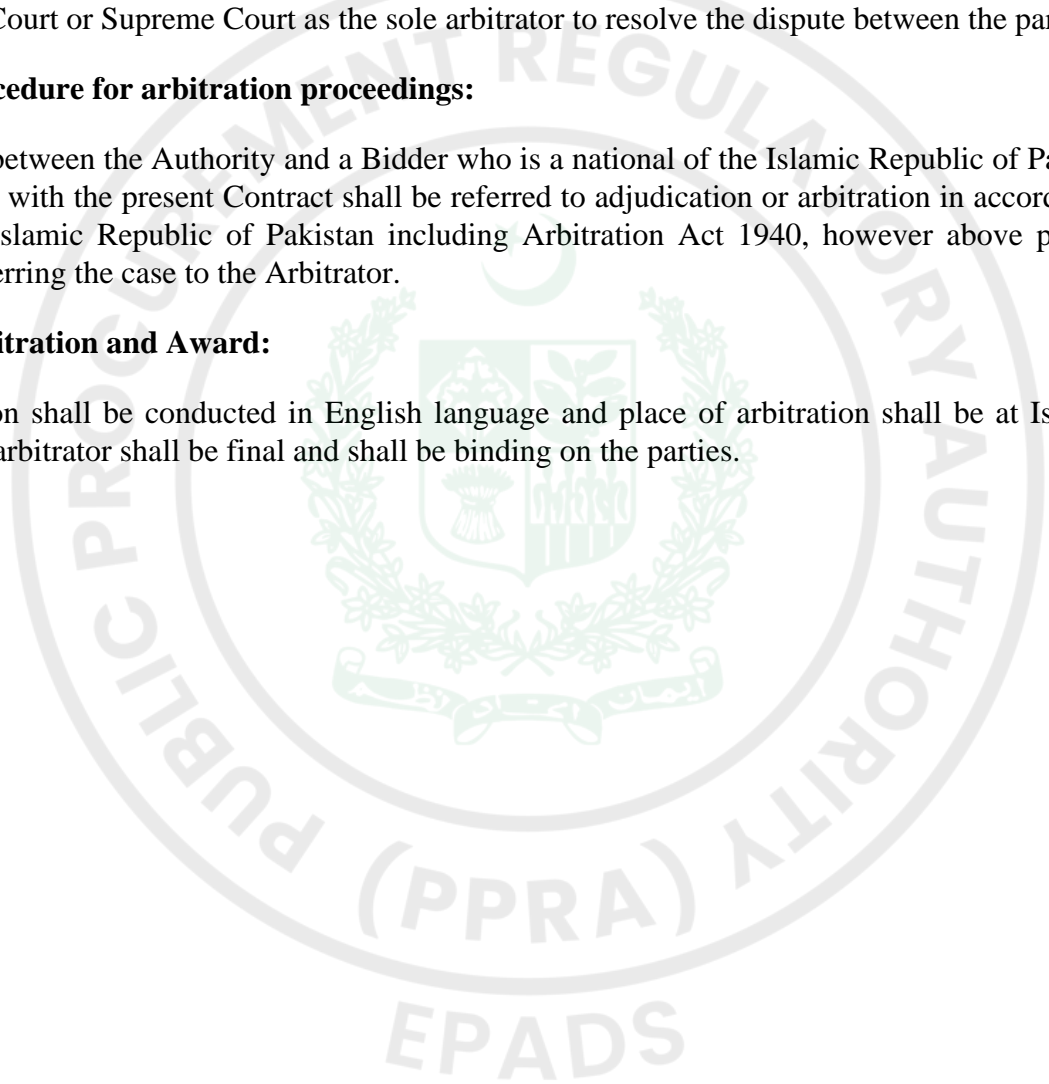 Court or Supreme Court as the sole arbitrator to resolve the dispute between the par
cedure for arbitration proceedings:
between the Authority and a Bidder who is a national of the Islamic Republic of Pa
with the present Contract shall be referred to adjudication or arbitration in accord
slamic Republic of Pakistan including Arbitration Act 1940, however above p
erring the case to the Arbitrator.
itration and Award:
on shall be conducted in English language and place of arbitration shall be at Is
arbitrator shall be final and shall be binding on the parties.
PUBLIC PROCUREMENT REGULATORY AUTHORITY
(PPRA)
EPADS